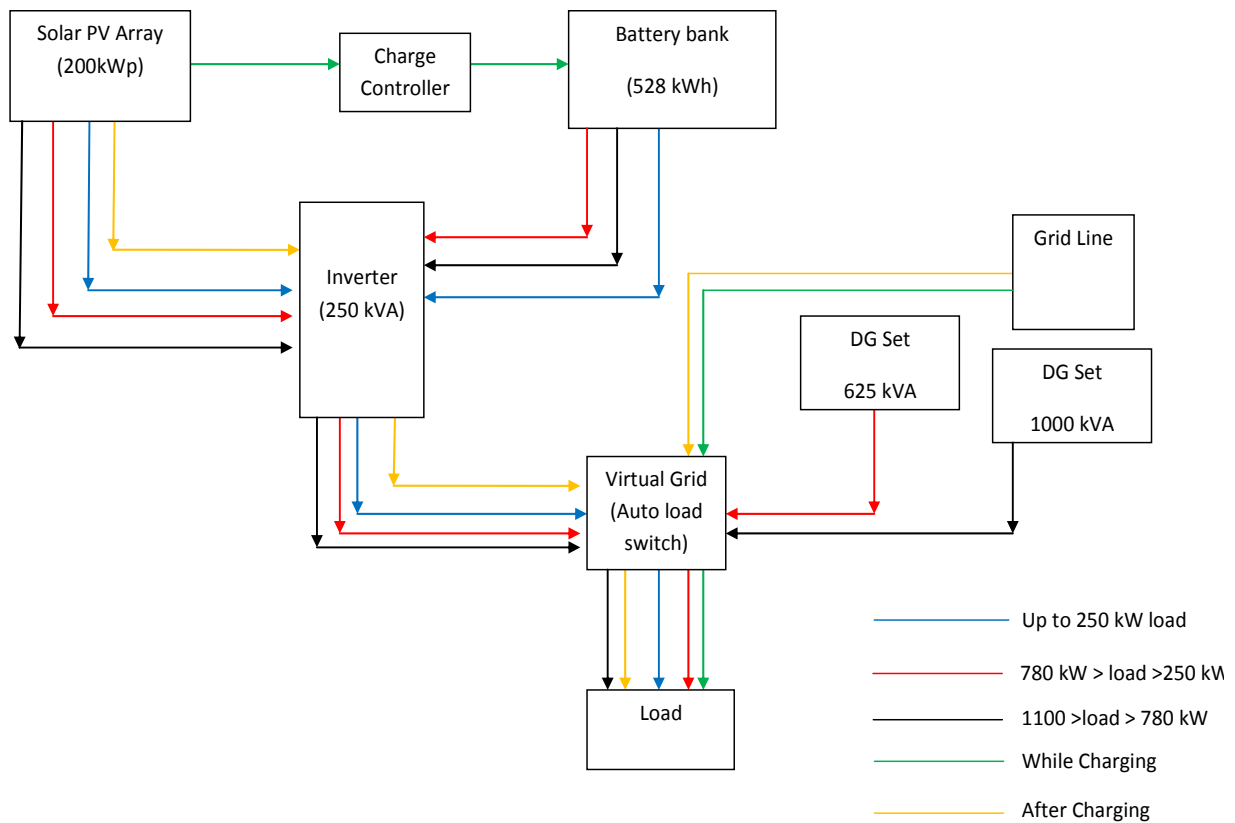 Solar PV Array
(200kWp)
Charge
Controller
Battery bank
(528 kWh)
Inverter
(250 kVA)
Grid Line
DG Set
625 kVA
DG Set
1000 kVA
Virtual Grid
(Auto load
switch)
Load
Up to 250 kW load
780 kW > load >250 kW
1100 >load > 780 kW
While Charging
After Charging